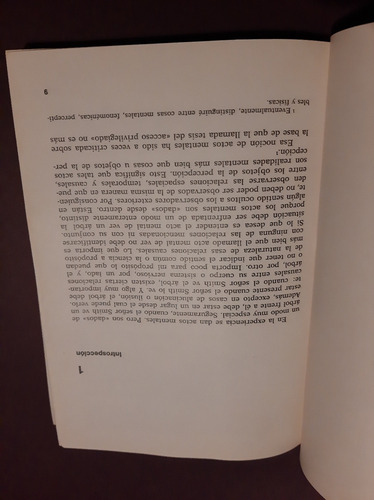 1
Introspección
En la experiencia se dan actos mentales. Pero son «dados» de
un modo muy especial. Seguramente, cuando el señor Smith ve un
árbol frente a él, debe estar en un lugar desde el cual puede verlo.
Además, excepto en casos de alucinación o ilusión, el árbol debe
estar presente cuando el señor Smith lo ve. Y algo muy importan-
te: cuando el señor Smith ve el árbol, existen ciertas relaciones
causales entre su cuerpo o sistema nervioso, por un lado, y el
árbol, por otro. Importa poco para mi propósito lo que puedan
o no tener que indicar el sentido común o la ciencia a propósito
de la naturaleza de esas relaciones causales. Lo que importa es
más bien que el llamado acto mental de ver no debe identificarse
con ninguna de las relaciones mencionadas ni con su conjunto.
Si lo que desea es entender el acto mental de ver un árbol la
situación debe ser enfrentada de un modo enteramente distinto,
porque los actos mentales son «dados» desde dentro. Están en
algún sentido ocultos a los observadores exteriores. Por consiguien-
te, no deben poder ser observados de la misma manera en que pue-
den observarse las relaciones espaciales, temporales y causales,
entre los objetos de la percepción. Esto significa que tales actos
son realidades mentales más bien que cosas u objetos de la per-
cepción.¹
Esa noción de actos mentales ha sido a veces criticada sobre
la base de que la llamada tesis del «acceso privilegiado» no es más
¹ Eventualmente, distinguiré entre cosas mentales, fenoménicas, percepti-
bles y físicas.
9